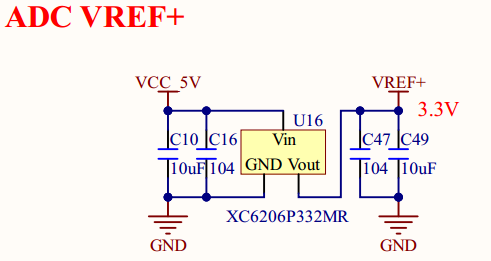 ADC VREF+
VCC_5V
VREF+
3.3V
U16
C10
C16
Vin
C47
C49
10uF
104
GND Vout
104
10uF
XC6206P332MR
GND
GND